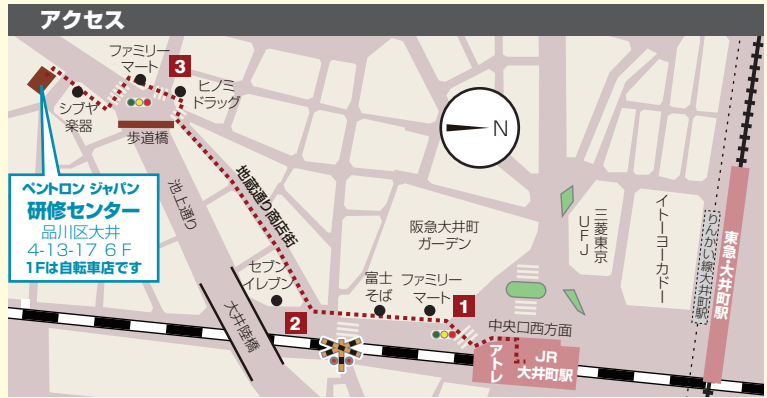 アクセス
ファミリー
マート
3
ヒノミ
ドラッグ
シブヤ
楽器
歩道橋
N
ベントロン ジャパン
研修センター
品川区大井
4-13-17 6 F
1Fは自転車店です
池上通り
地蔵通り商店街
阪急大井町
ガーデン
三菱東京
UFJ
イトーヨーカドー
りんかい線大井町駅
東急・大井町駅
セブン
イレブン
大井陸橋
2
富士
そば
ファミリー
マート
1
中央口西方面
アトレ
JR
大井町駅